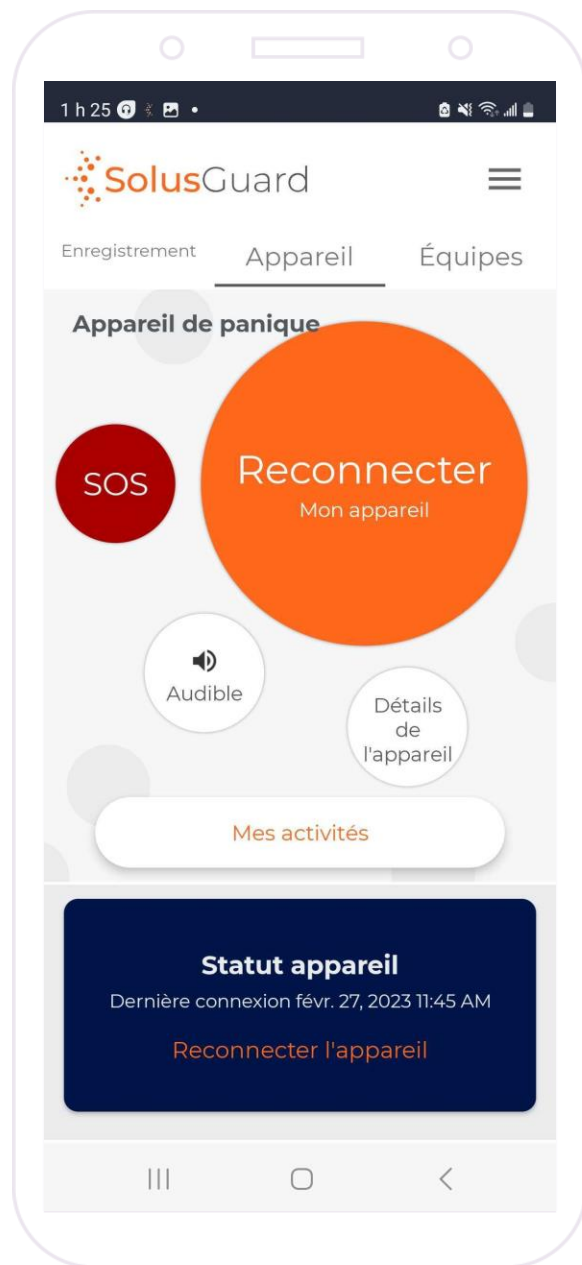 1 h 25
SolusGuard
Enregistrement
Appareil
Équipes
Appareil de panique
SOS
Reconnecter
Mon appareil
Audible
Détails
de
l'appareil
Mes activités
Statut appareil
Dernière connexion févr. 27, 2023 11:45 AM
Reconnecter l'appareil